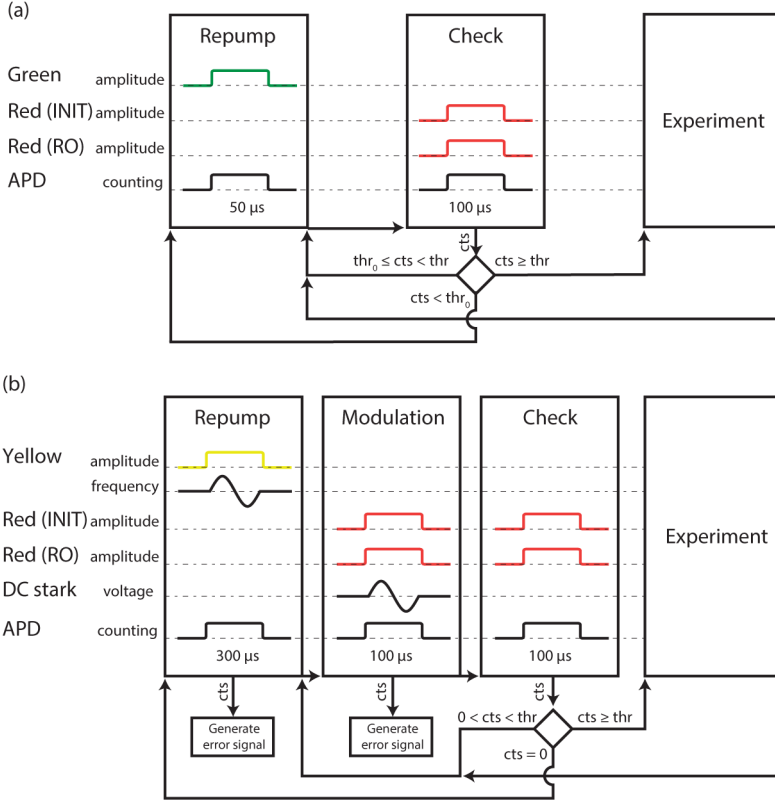 (a)
Repump
Check
Green amplitude
Red (INIT) amplitude
Red (RO) amplitude
Experiment
APD counting
50 µs
100 µs
cts
thr₀ ≤ cts < thr
cts ≥ thr
cts < thr₀
(b)
Repump
Modulation
Check
Yellow amplitude
frequency
Red (INIT) amplitude
Experiment
Red (RO) amplitude
DC stark voltage
APD counting
300 µs
100 µs
100 µs
cts
cts
cts
Generate
error signal
Generate
error signal
0 < cts < thr
cts ≥ thr
cts = 0